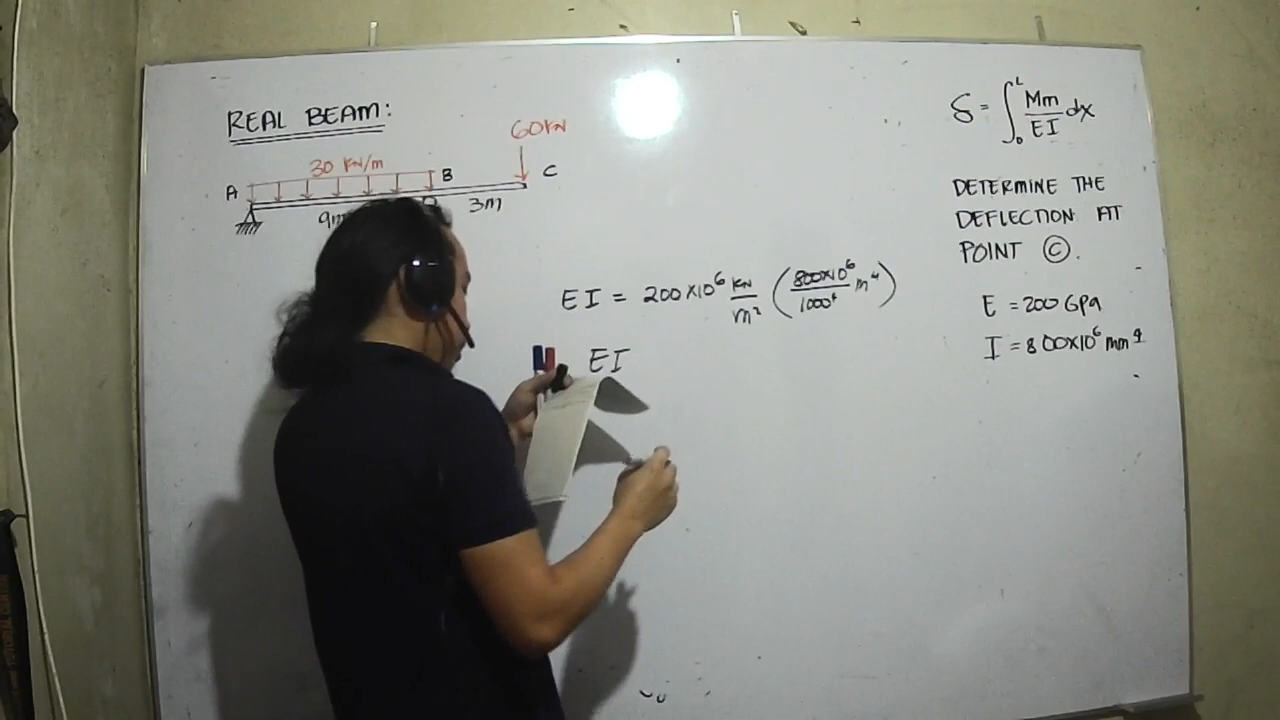 REAL BEAM:
60KN
30 KN/m
A
B
C
9m
3m
EI = 200×10⁶ KN/m² (800×10⁶/1000⁴ m⁴)
EI
δ = ∫₀ᴸ Mm/EI dx
DETERMINE THE
DEFLECTION AT
POINT Ⓒ.
E = 200 GPa
I = 800×10⁶ mm⁴